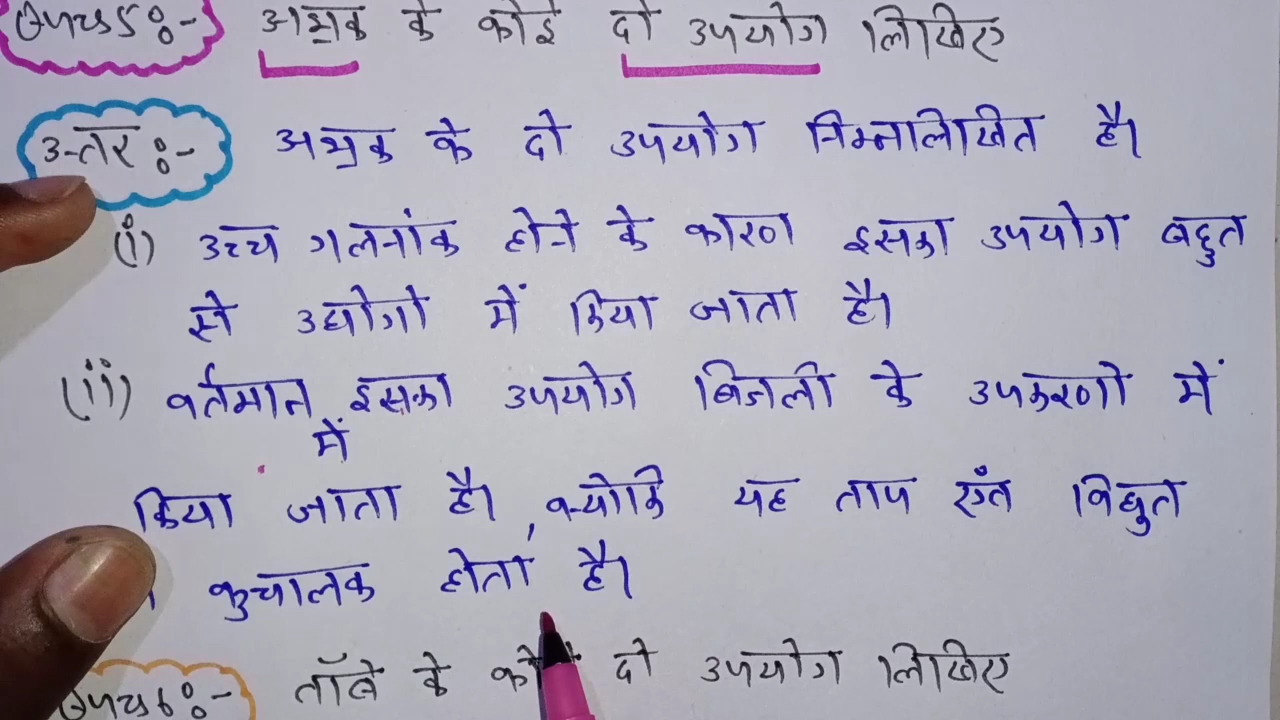 अभ्रक के कोई दो उपयोग लिखिए
उत्तर :- अभ्रक के दो उपयोग निम्नलिखित है।
(i) उच्च गलनांक होने के कारण इसका उपयोग बहुत
से उद्योगो में किया जाता है।
(ii) वर्तमान इसका उपयोग बिजली के उपकरणो में
में
किया जाता है। , क्योकि यह ताप एंव विद्युत
कुचालक होता है।
ताँबे के दो उपयोग लिखिए